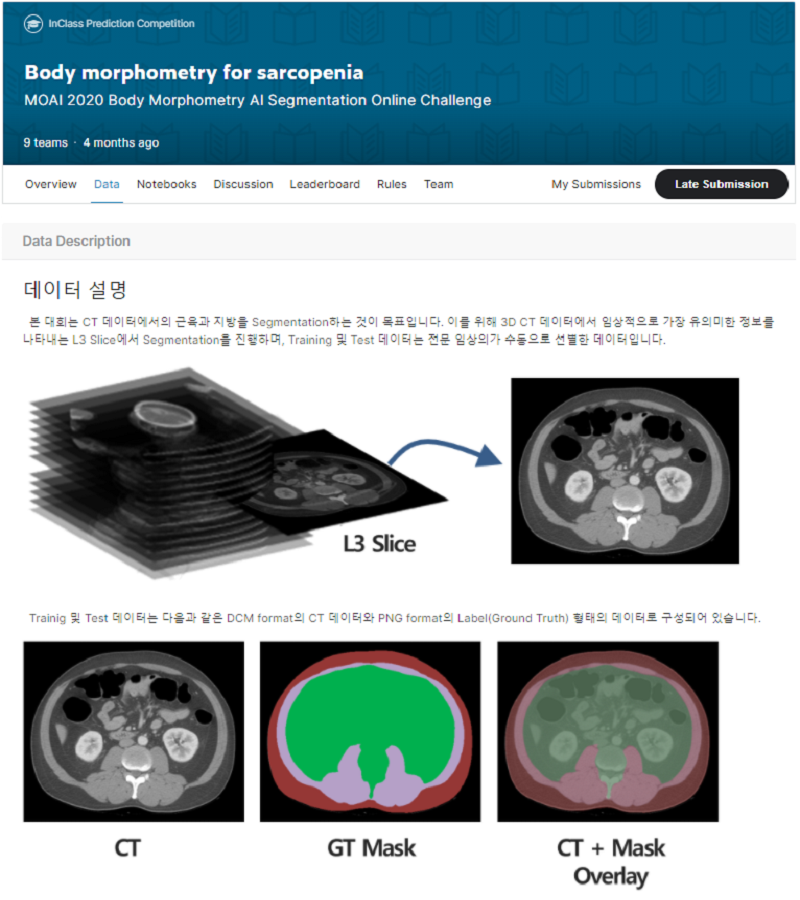 InClass Prediction Competition
Body morphometry for sarcopenia
MOAI 2020 Body Morphometry AI Segmentation Online Challenge
9 teams · 4 months ago
Overview Data Notebooks Discussion Leaderboard Rules Team My Submissions Late Submission
Data Description
데이터 설명
본 대회는 CT 데이터에서의 근육과 지방을 Segmentation하는 것이 목표입니다. 이를 위해 3D CT 데이터에서 임상적으로 가장 유의미한 정보를
나타내는 L3 Slice에서 Segmentation를 진행하며, Training 및 Test 데이터는 전문 임상의가 수동으로 선별한 데이터입니다.
L3 Slice
Trainig 및 Test 데이터는 다음과 같은 DCM format의 CT 데이터와 PNG format의 Label(Ground Truth) 형태의 데이터로 구성되어 있습니다.
CT
GT Mask
CT + Mask
Overlay